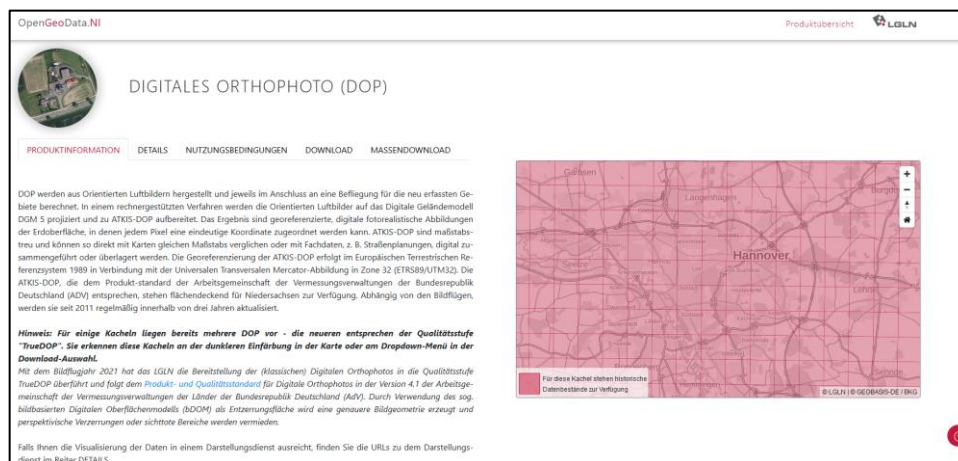 OpenGeoData.NI
Produktübersicht
LGLN
DIGITALES ORTHOPHOTO (DOP)
PRODUKTINFORMATION DETAILS NUTZUNGSBEDINGUNGEN DOWNLOAD MASSENDOWNLOAD
DOP werden aus Orientierten Luftbildern hergestellt und jeweils im Anschluss an eine Befliegung für die neu erfassten Ge-
biete berechnet. In einem rechnergestützten Verfahren werden die Orientierten Luftbilder auf das Digitale Geländemodell
DGM 5 projiziert und zu ATKIS-DOP aufbereitet. Das Ergebnis sind georeferenzierte, digitale fotorealistische Abbildungen
der Erdoberfläche, in denen jedem Pixel eine eindeutige Koordinate zugeordnet werden kann. ATKIS-DOP sind maßstabs-
treu und können so direkt mit Karten gleichen Maßstabs verglichen oder mit Fachdaten, z. B. Straßenplanungen, digital zu-
sammengeführt oder überlagert werden. Die Georeferenzierung der ATKIS-DOP erfolgt im Europäischen Terrestrischen Re-
ferenzsystem 1989 in Verbindung mit der Universalen Transversalen Mercator-Abbildung in Zone 32 (ETRS89/UTM32). Die
ATKIS-DOP, die dem Produkt-standard der Arbeitsgemeinschaft der Vermessungsverwaltungen der Bundesrepublik
Deutschland (ADV) entsprechen, stehen flächendeckend für Niedersachsen zur Verfügung. Abhängig von den Bildflügen,
werden sie seit 2011 regelmäßig innerhalb von drei Jahren aktualisiert.
Hinweis: Für einige Kacheln liegen bereits mehrere DOP vor - die neueren entsprechen der Qualitätsstufe
"TrueDOP". Sie erkennen diese Kacheln an der dunkleren Einfärbung in der Karte oder am Dropdown-Menü in der
Download-Auswahl.
Mit dem Bildflugjahr 2021 hat das LGLN die Bereitstellung der (klassischen) Digitalen Orthophotos in die Qualitätsstufe
TrueDOP überführt und folgt dem Produkt- und Qualitätsstandard für Digitale Orthophotos in der Version 4.1 der Arbeitsge-
meinschaft der Vermessungsverwaltungen der Länder der Bundesrepublik Deutschland (AdV). Durch Verwendung des sog.
bildbasierten Digitalen Oberflächenmodells (bDOM) als Entzerrungsfläche wird eine genauere Bildgeometrie erzeugt und
perspektivische Verzerrungen oder sichttote Bereiche werden vermieden.
Falls Ihnen die Visualisierung der Daten in einem Darstellungsdienst ausreicht, finden Sie die URLs zu dem Darstellungs-
dienst im Reiter DETAILS.
Garbsen
Langenhagen
Burgdorf
Hannover
Seelze
Lehrte
Sehnde
Für diese Kachel stehen historische
Datenbestände zur Verfügung
© LGLN | © GEOBASIS-DE / BKG